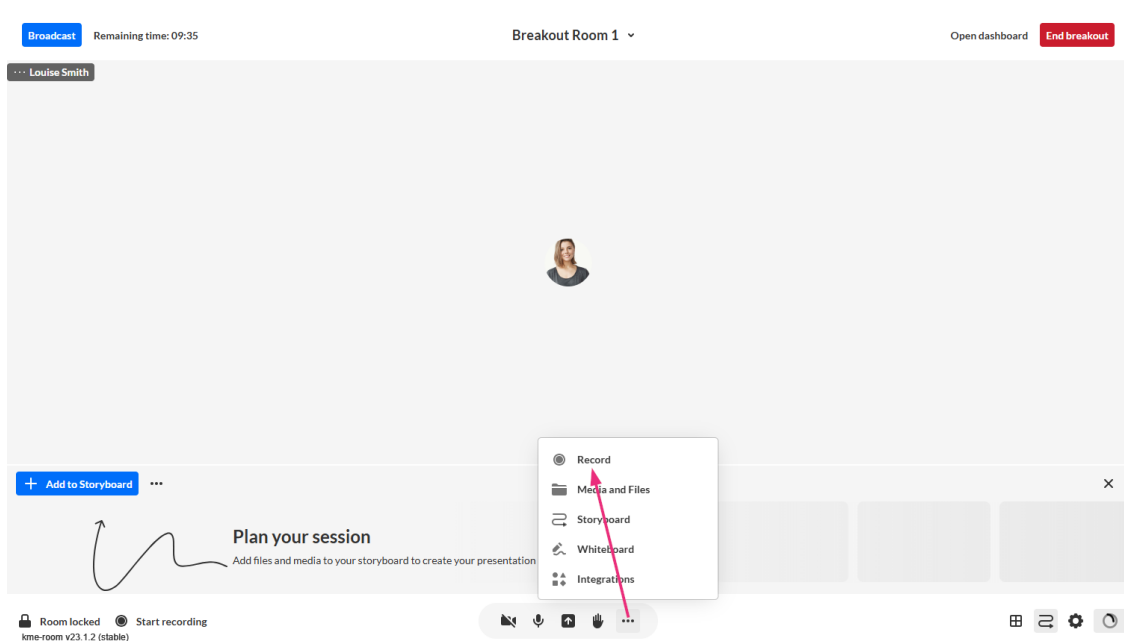 Broadcast
Remaining time: 09:35
Breakout Room 1
Open dashboard
End breakout
··· Louise Smith
Record
Media and Files
Storyboard
Whiteboard
Integrations
+ Add to Storyboard
Plan your session
Add files and media to your storyboard to create your presentation
Room locked
Start recording
kme-room v23.1.2 (stable)